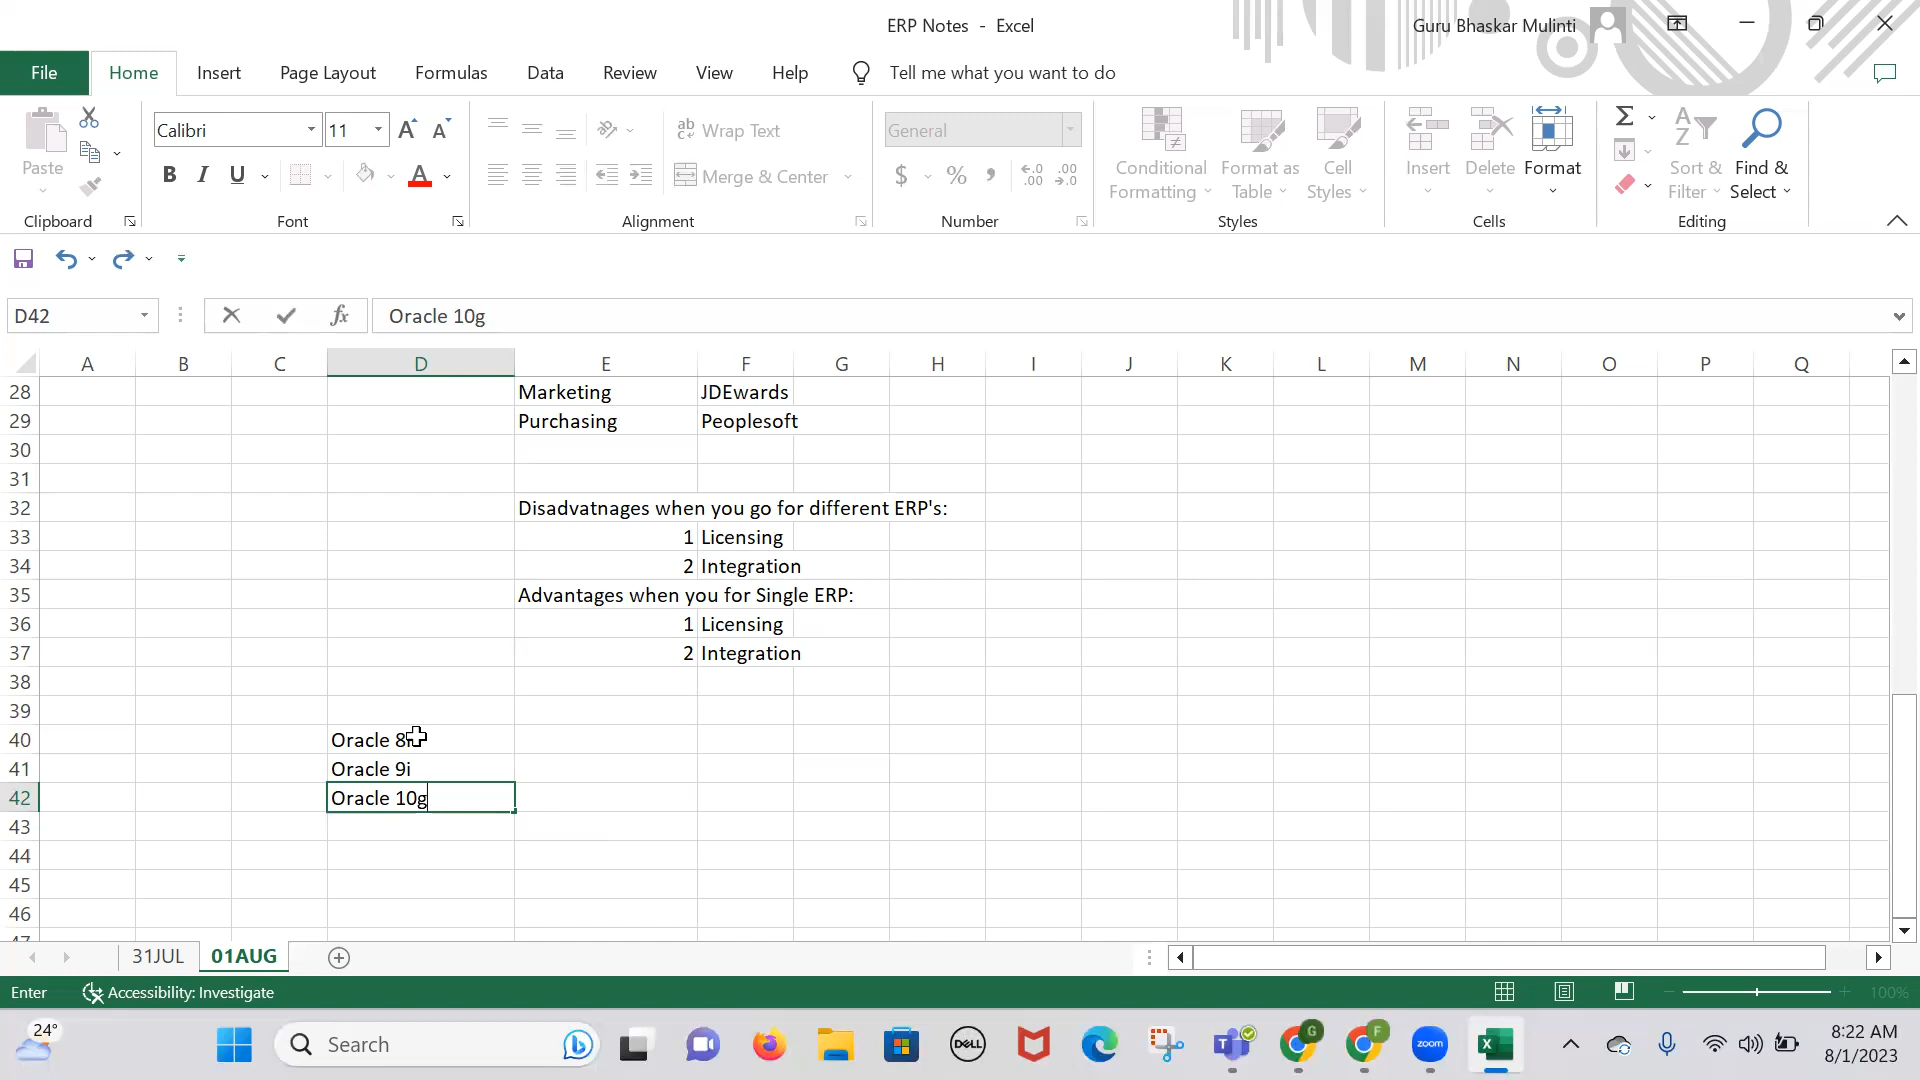 ERP Notes - Excel
Guru Bhaskar Mulinti
File Home Insert Page Layout Formulas Data Review View Help Tell me what you want to do
Paste
Clipboard
Calibri 11
B I U
Font
Wrap Text
Merge & Center
Alignment
General
$ % ,
Number
Conditional Formatting
Format as Table
Cell Styles
Styles
Insert Delete Format
Cells
Sort & Filter
Find & Select
Editing
D42
fx
Oracle 10g
A B C D E F G H I J K L M N O P Q
28 Marketing JDEwards
29 Purchasing Peoplesoft
30
31
32 Disadvatnages when you go for different ERP's:
33 1 Licensing
34 2 Integration
35 Advantages when you for Single ERP:
36 1 Licensing
37 2 Integration
38
39
40 Oracle 8i
41 Oracle 9i
42 Oracle 10g
43
44
45
46
47
31JUL 01AUG
Enter Accessibility: Investigate 100%
24°
Search
DELL
zoom
8:22 AM
8/1/2023